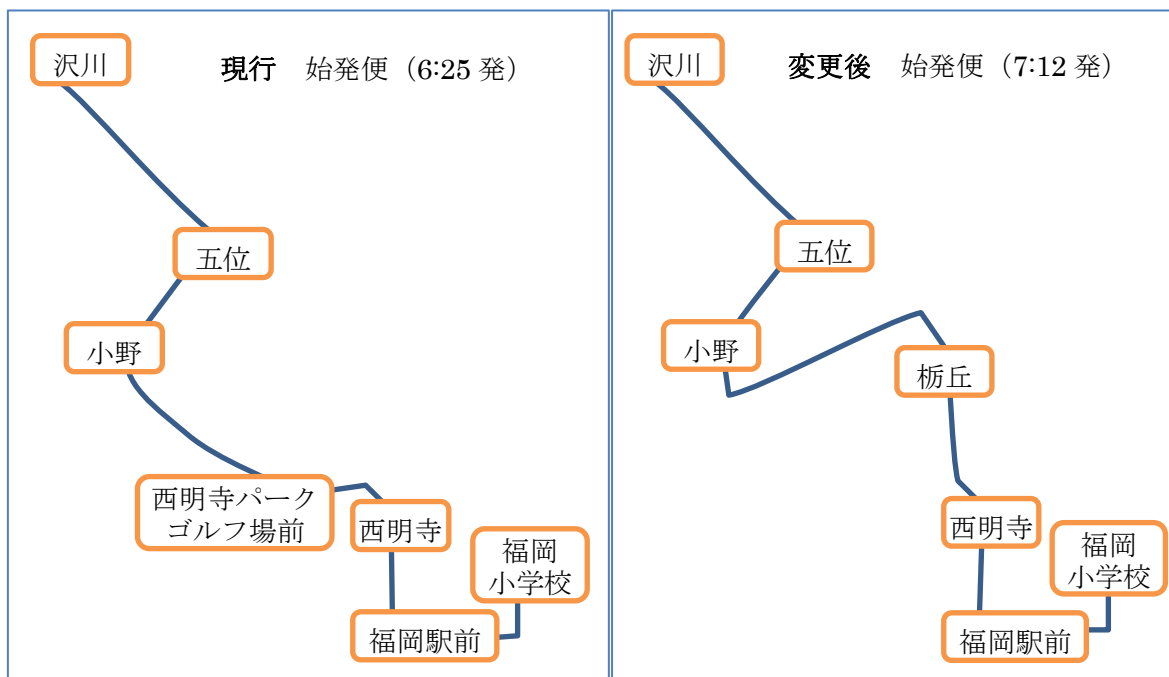 沢川
現行 始発便（6:25 発）
五位
小野
西明寺パーク
ゴルフ場前
西明寺
福岡
小学校
福岡駅前
沢川
変更後 始発便（7:12 発）
五位
小野
栃丘
西明寺
福岡
小学校
福岡駅前